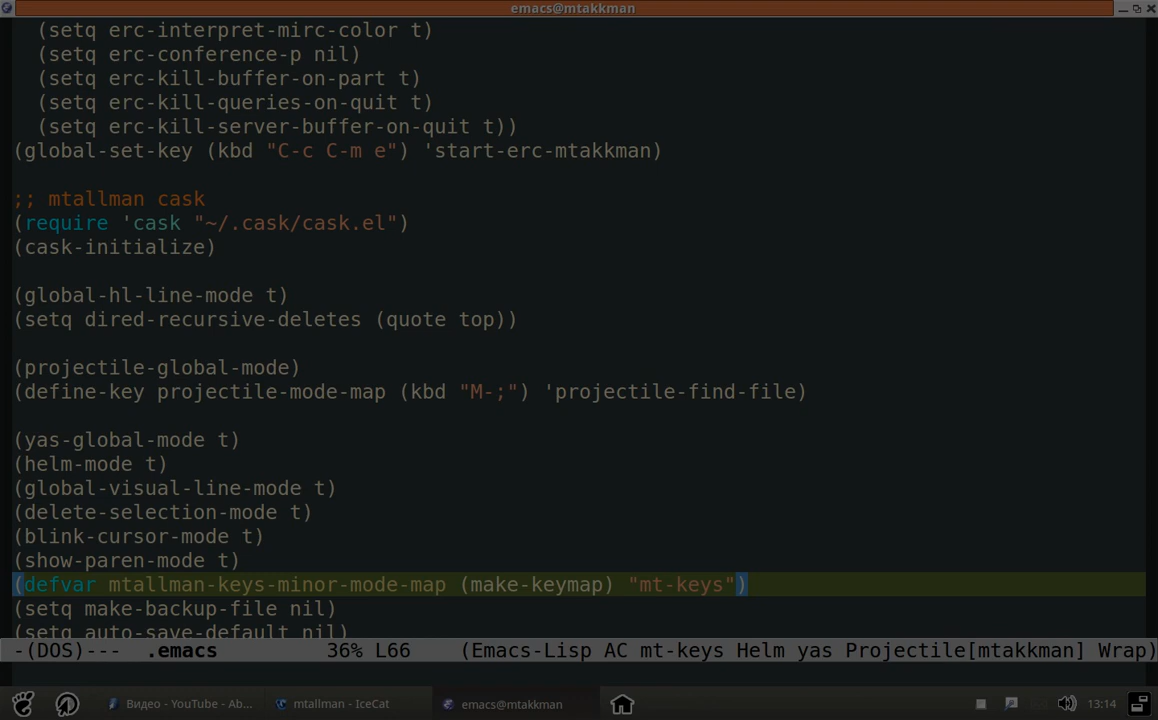 emacs@mtakkman
(setq erc-interpret-mirc-color t)
(setq erc-conference-p nil)
(setq erc-kill-buffer-on-part t)
(setq erc-kill-queries-on-quit t)
(setq erc-kill-server-buffer-on-quit t))
(global-set-key (kbd "C-c C-m e") 'start-erc-mtakkman)
;; mtallman cask
(require 'cask "~/.cask/cask.el")
(cask-initialize)
(global-hl-line-mode t)
(setq dired-recursive-deletes (quote top))
(projectile-global-mode)
(define-key projectile-mode-map (kbd "M-;") 'projectile-find-file)
(yas-global-mode t)
(helm-mode t)
(global-visual-line-mode t)
(delete-selection-mode t)
(blink-cursor-mode t)
(show-paren-mode t)
(defvar mtallman-keys-minor-mode-map (make-keymap) "mt-keys")
(setq make-backup-file nil)
(setq auto-save-default nil)
-(DOS)--- .emacs 36% L66 (Emacs-Lisp AC mt-keys Helm yas Projectile[mtakkman] Wrap)
Видео - YouTube - Ab... mtallman - IceCat emacs@mtakkman 13:14